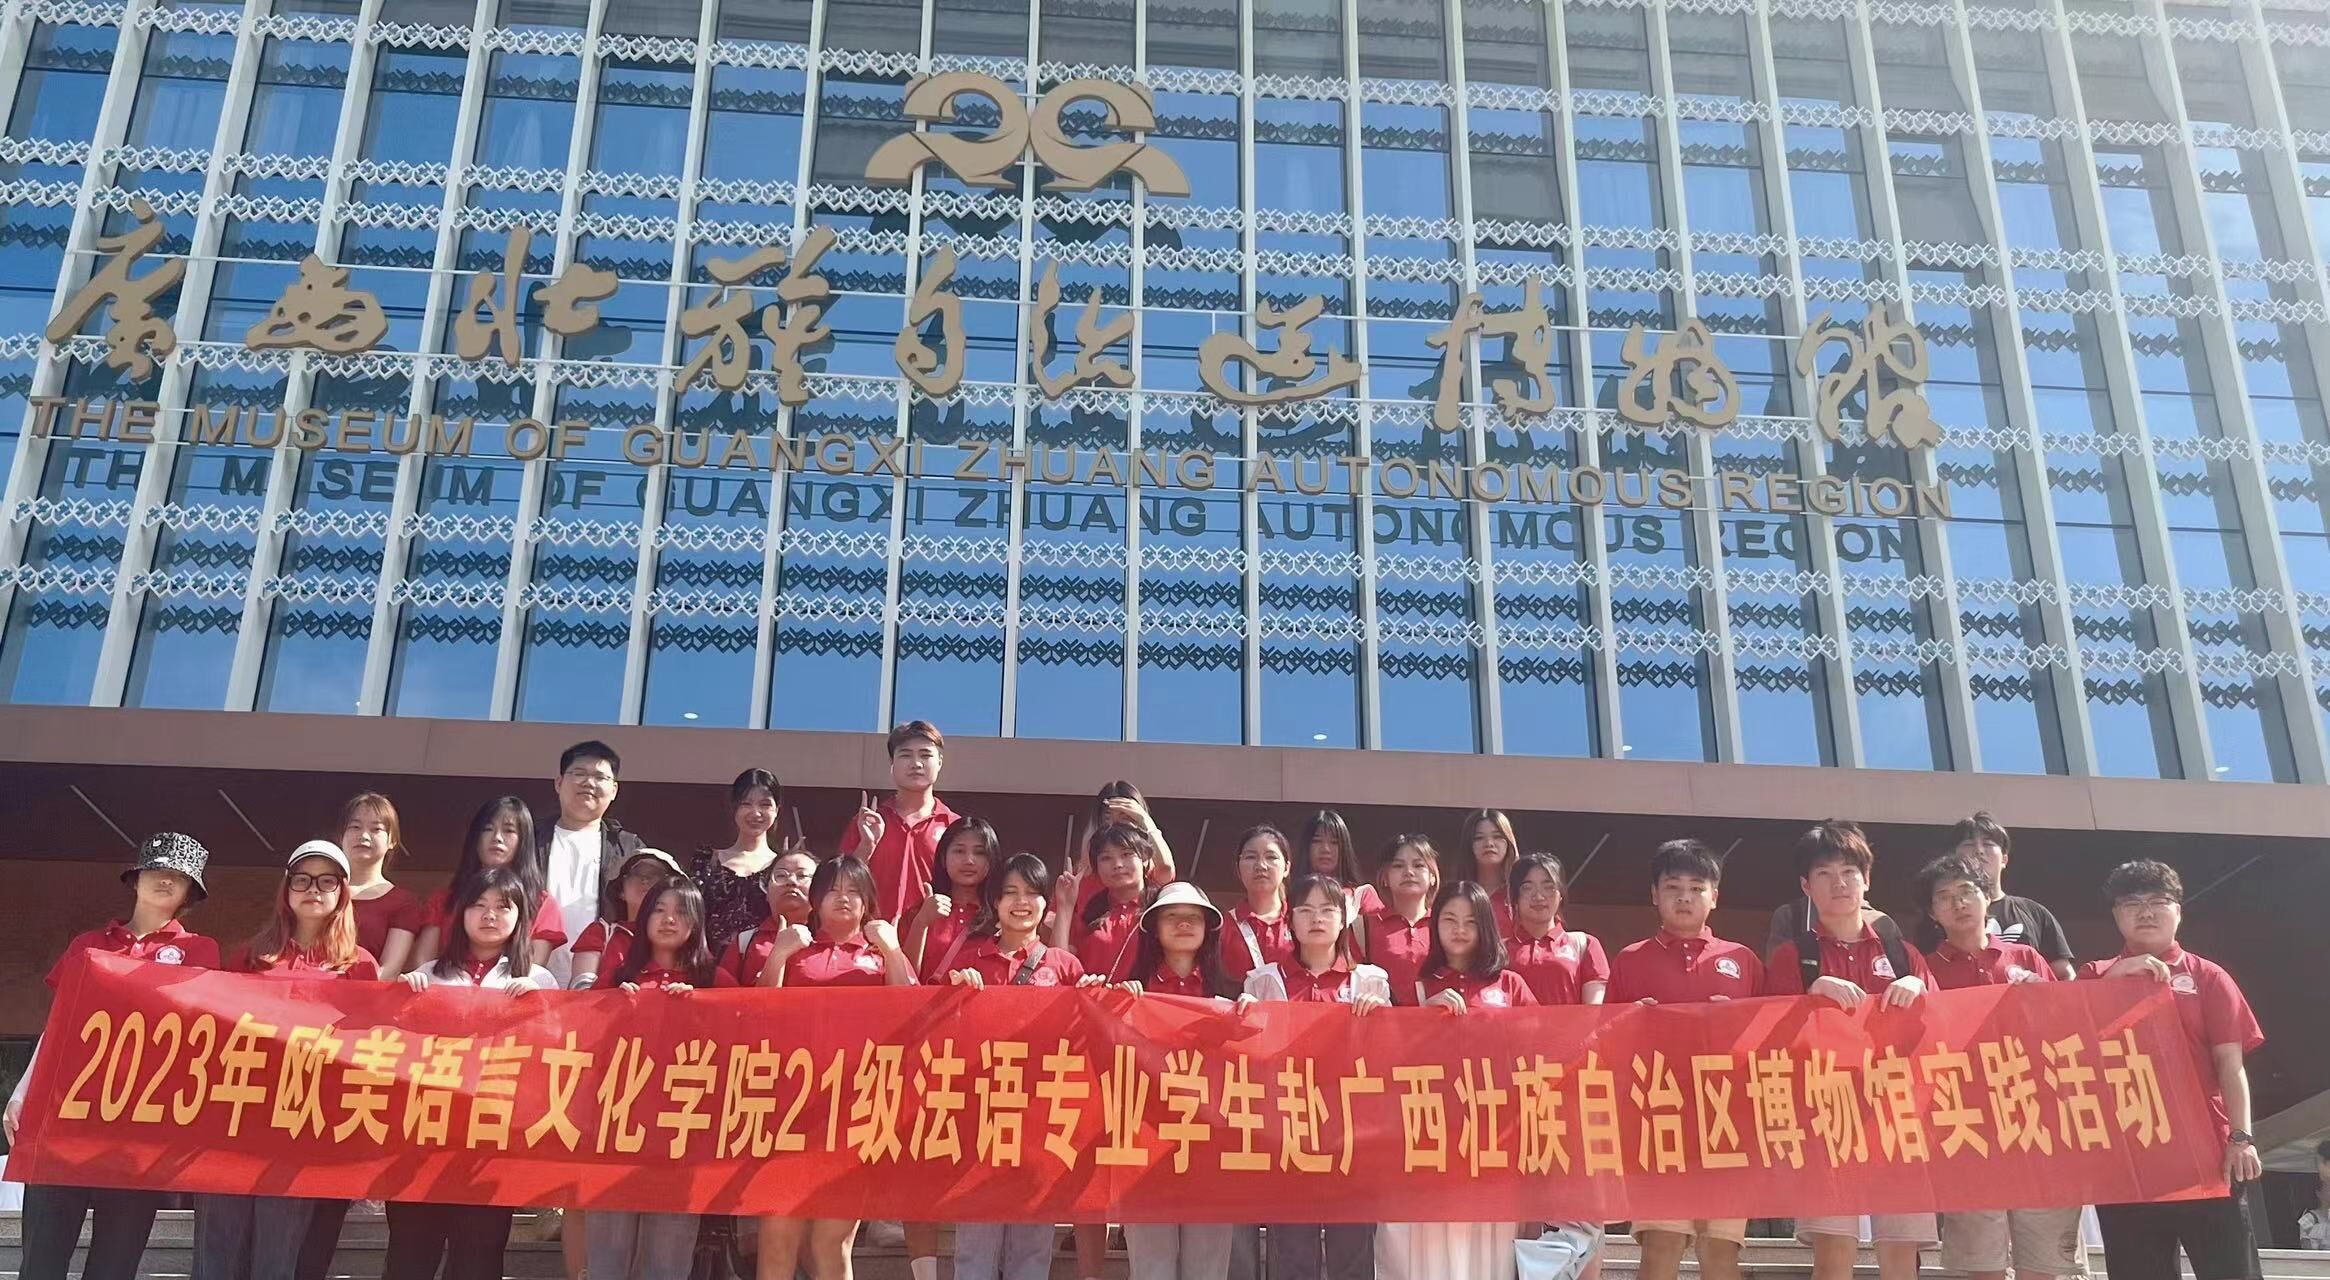 广西壮族自治区博物馆
THE MUSEUM OF GUANGXI ZHUANG AUTONOMOUS REGION
2023年欧美语言文化学院21级法语专业学生赴广西壮族自治区博物馆实践活动